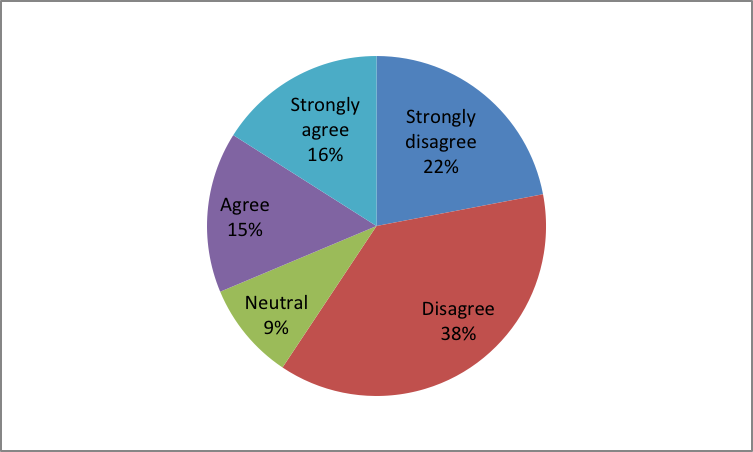 Strongly
disagree
22%
Disagree
38%
Neutral
9%
Agree
15%
Strongly
agree
16%